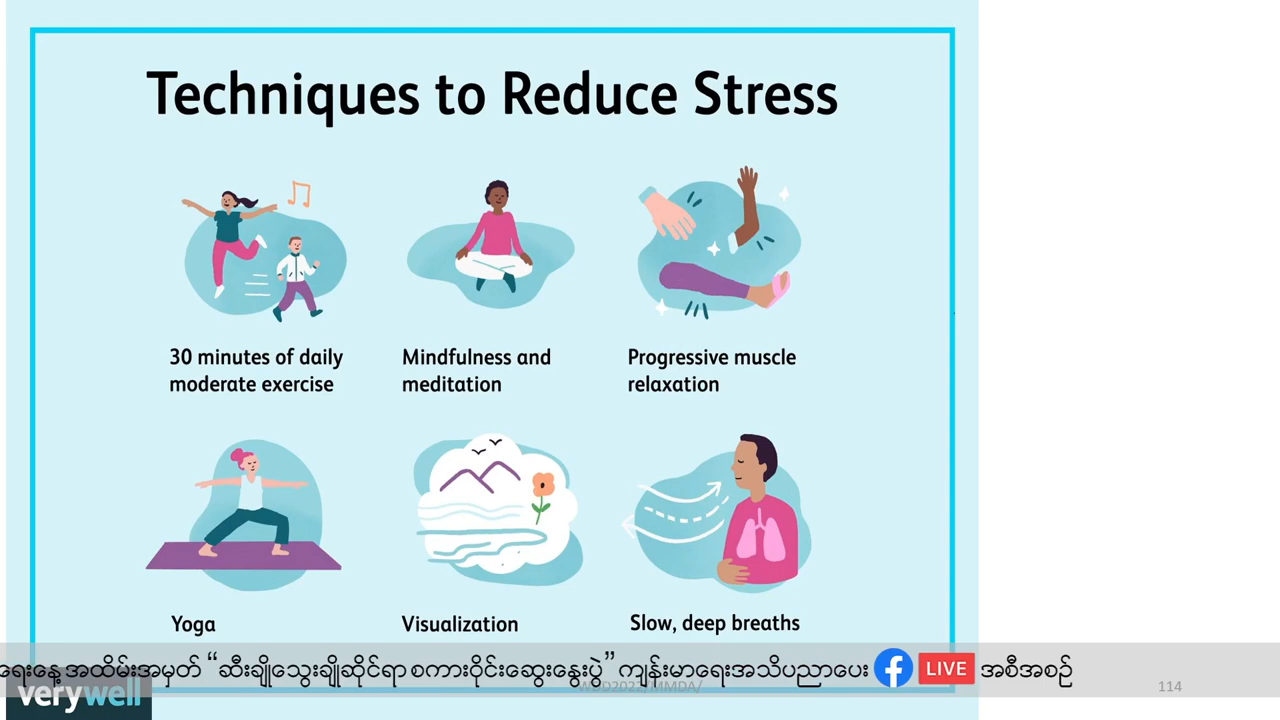 Techniques to Reduce Stress
30 minutes of daily
moderate exercise
Mindfulness and
meditation
Progressive muscle
relaxation
Yoga
Visualization
Slow, deep breaths
ရေးနေ့ အထိမ်းအမှတ် “ဆီးချိုသွေးချိုဆိုင်ရာ စကားဝိုင်းဆွေးနွေးပွဲ” ကျန်းမာရေးအသိပညာပေး LIVE အစီအစဉ်
verywell
WDD2022/MMDA/
114